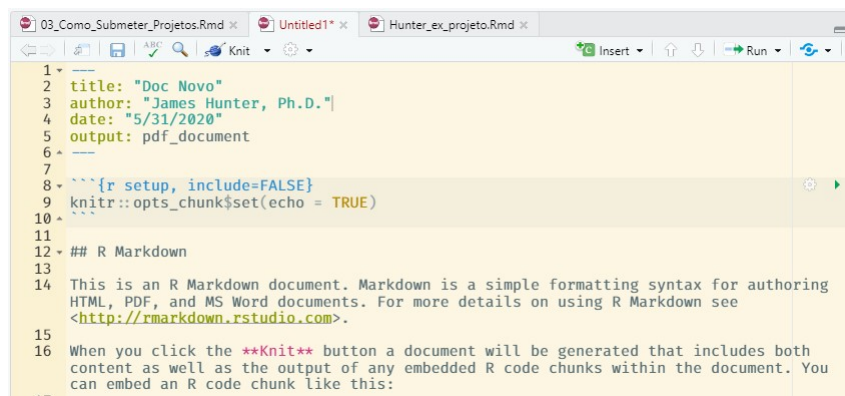 03_Como_Submeter_Projetos.Rmd × Untitled1* × Hunter_ex_projeto.Rmd ×
ABC Knit Insert Run
1 ---
2 title: "Doc Novo"
3 author: "James Hunter, Ph.D."
4 date: "5/31/2020"
5 output: pdf_document
6 ---
7
8 ```{r setup, include=FALSE}
9 knitr::opts_chunk$set(echo = TRUE)
10 ```
11
12 ## R Markdown
13
14 This is an R Markdown document. Markdown is a simple formatting syntax for authoring
HTML, PDF, and MS Word documents. For more details on using R Markdown see
<http://rmarkdown.rstudio.com>.
15
16 When you click the **Knit** button a document will be generated that includes both
content as well as the output of any embedded R code chunks within the document. You
can embed an R code chunk like this: